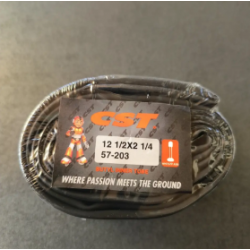 CST
12 1/2X2 1/4
57-203
WHERE PASSION MEETS THE GROUND